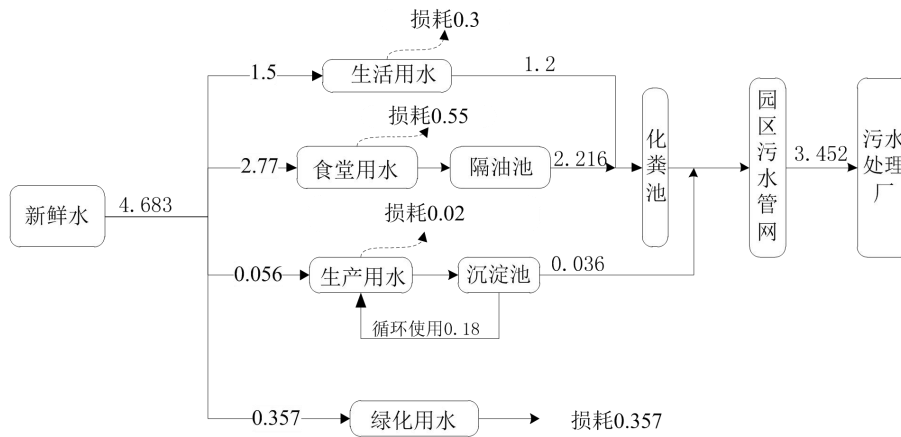 损耗0.3
1.5
生活用水
1.2
损耗0.55
2.77
食堂用水
隔油池
2.216
化粪池
园区污水管网
3.452
污水处理厂
新鲜水
4.683
损耗0.02
0.056
生产用水
沉淀池
0.036
循环使用0.18
0.357
绿化用水
损耗0.357